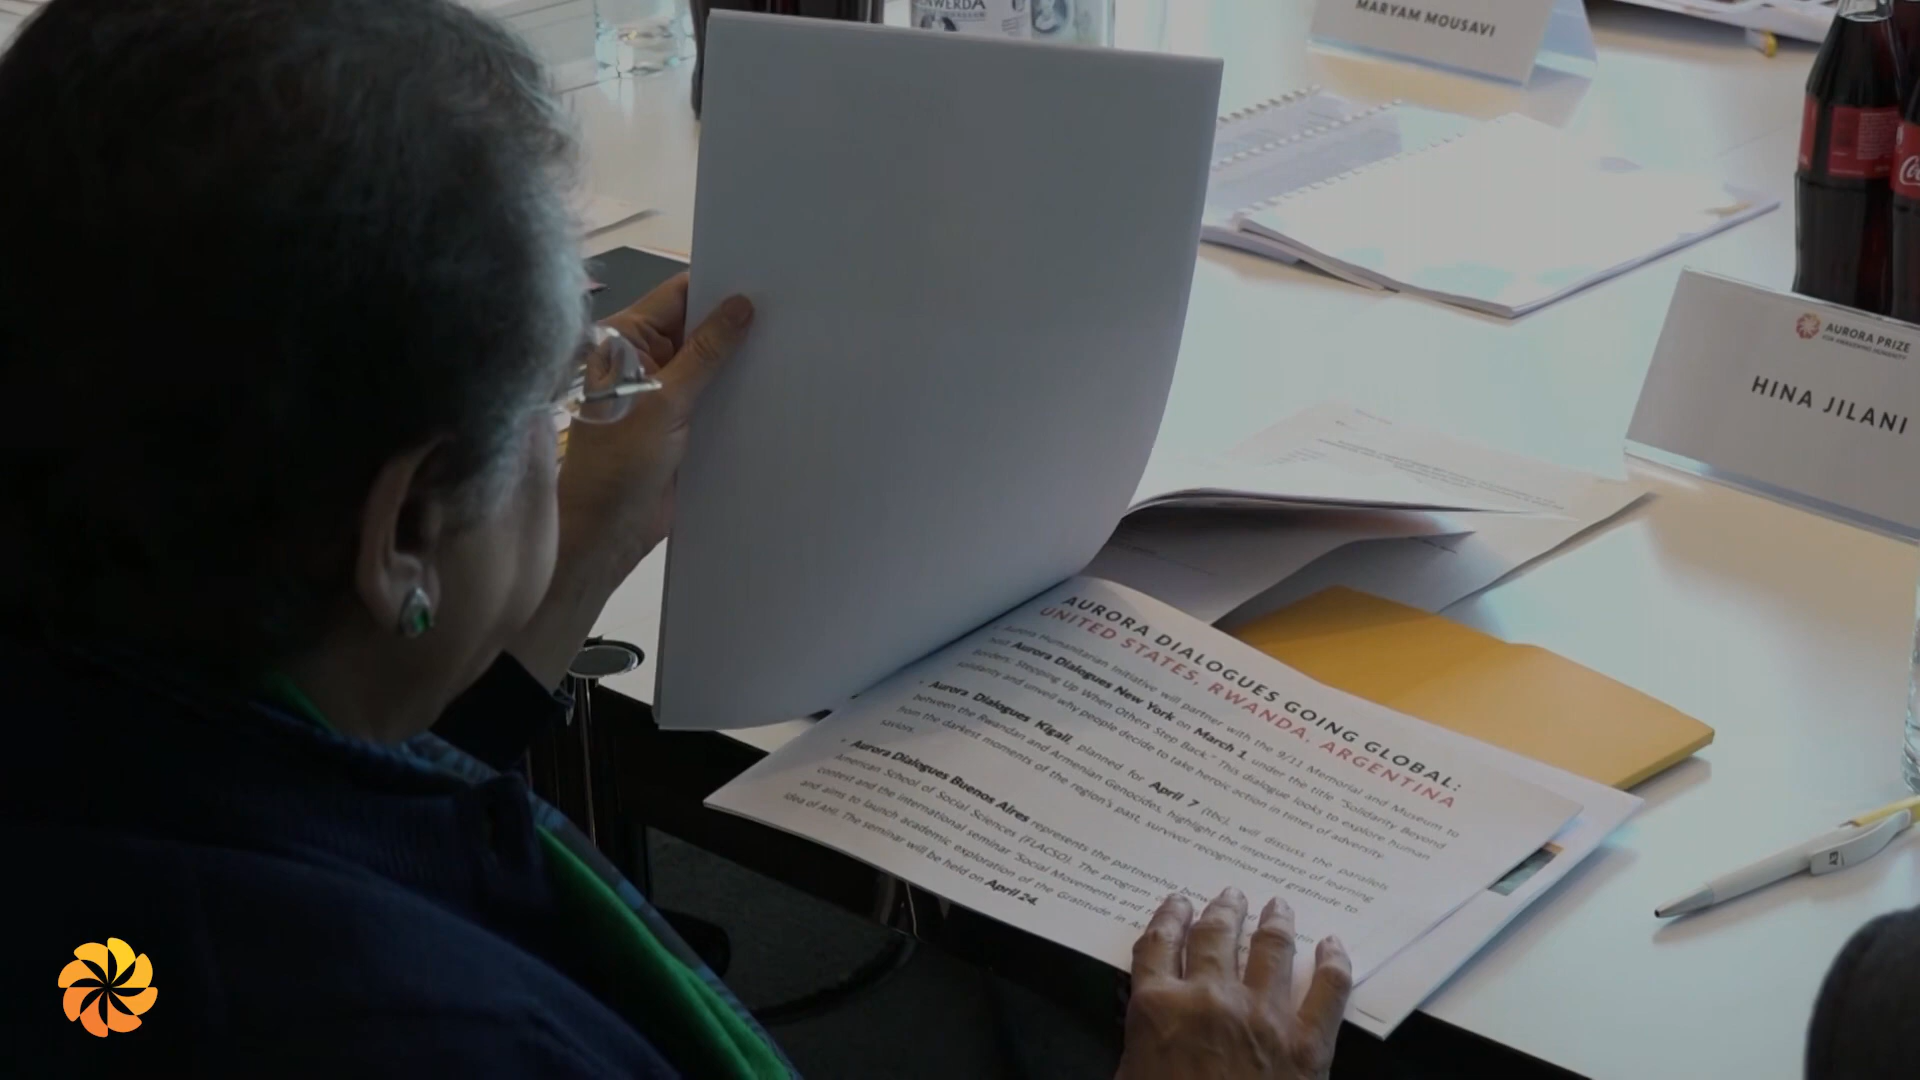 MARYAM MOUSAVI
AURORA PRIZE
FOR AWAKENING HUMANITY
HINA JILANI
AURORA DIALOGUES GOING GLOBAL:
UNITED STATES, RWANDA, ARGENTINA
Aurora Humanitarian Initiative will partner with the 9/11 Memorial and Museum to
host Aurora Dialogues New York on March 1 under the title "Solidarity Beyond
Borders: Stepping Up When Others Step Back." This dialogue looks to explore human
solidarity and unveil why people decide to take heroic action in times of adversity.
• Aurora Dialogues Kigali, planned for April 7 (tbc), will discuss the parallels
between the Rwandan and Armenian Genocides, highlight the importance of learning
from the darkest moments of the region's past, survivor recognition and gratitude to
saviors.
• Aurora Dialogues Buenos Aires represents the partnership
American School of Social Sciences (FLACSO). The program
contest and the international seminar 'Social Movements and
and aims to launch academic exploration of the Gratitude in
idea of AHI. The seminar will be held on April 24.